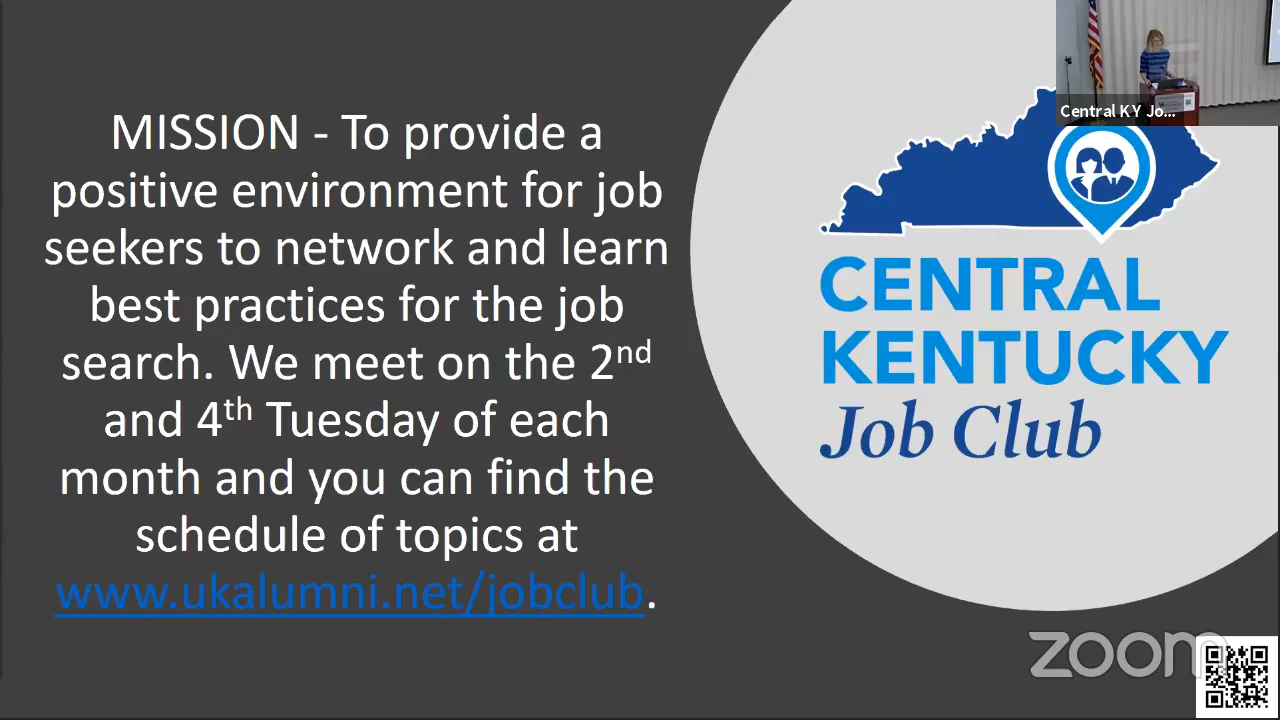 MISSION - To provide a
positive environment for job
seekers to network and learn
best practices for the job
search. We meet on the 2nd
and 4th Tuesday of each
month and you can find the
schedule of topics at
www.ukalumni.net/jobclub.
Central KY Jo...
CENTRAL
KENTUCKY
Job Club
zoom